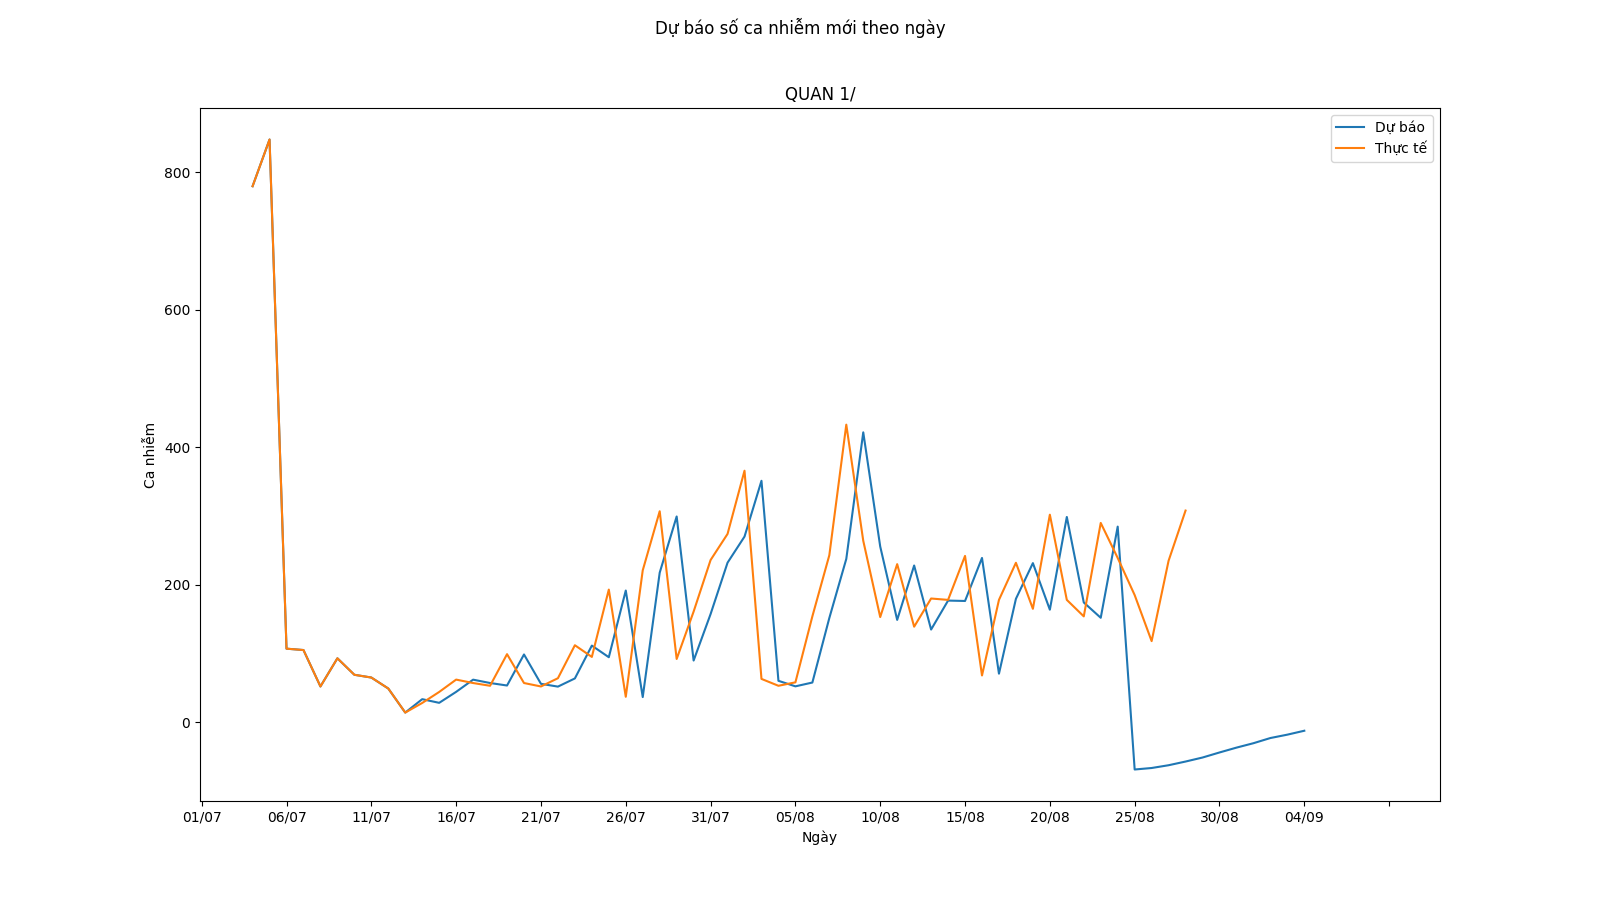 Dự báo số ca nhiễm mới theo ngày
QUAN 1/
Dự báo
Thực tế
800
600
400
200
0
Ca nhiễm
01/07 06/07 11/07 16/07 21/07 26/07 31/07 05/08 10/08 15/08 20/08 25/08 30/08 04/09
Ngày